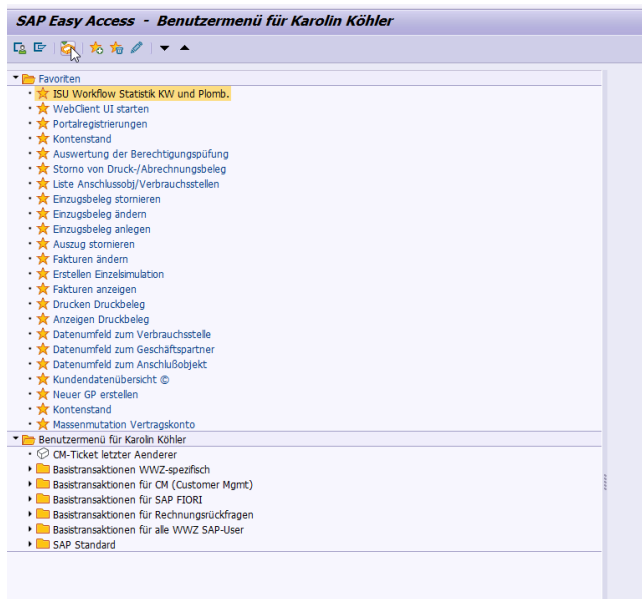 SAP Easy Access - Benutzermenü für Karolin Köhler
Favoriten
ISU Workflow Statistik KW und Plomb.
WebClient UI starten
Portalregistrierungen
Kontenstand
Auswertung der Berechtigungspüfung
Storno von Druck-/Abrechnungsbeleg
Liste Anschlussobj/Verbrauchsstellen
Einzugsbeleg stornieren
Einzugsbeleg ändern
Einzugsbeleg anlegen
Auszug stornieren
Fakturen ändern
Erstellen Einzelsimulation
Fakturen anzeigen
Drucken Druckbeleg
Anzeigen Druckbeleg
Datenumfeld zum Verbrauchsstelle
Datenumfeld zum Geschäftspartner
Datenumfeld zum Anschlußobjekt
Kundendatenübersicht ©
Neuer GP erstellen
Kontenstand
Massenmutation Vertragskonto
Benutzermenü für Karolin Köhler
CM-Ticket letzter Aenderer
Basistransaktionen WWZ-spezifisch
Basistransaktionen für CM (Customer Mgmt)
Basistransaktionen für SAP FIORI
Basistransaktionen für Rechnungsrückfragen
Basistransaktionen für alle WWZ SAP-User
SAP Standard